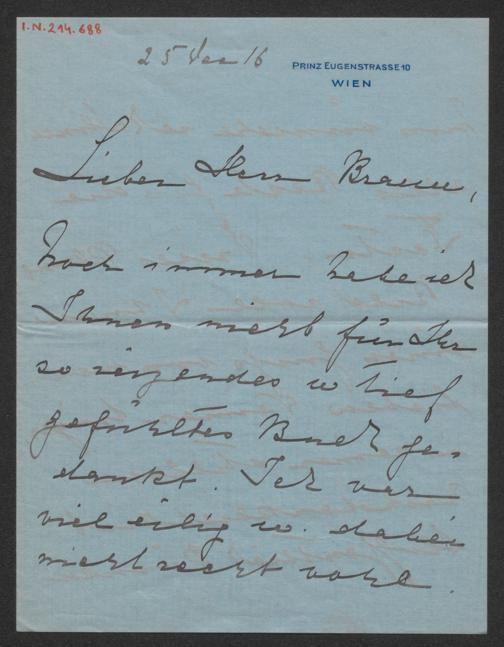 I.N. 214.688
25 Dec 16
PRINZ EUGENSTRASSE 10
WIEN
Lieber Herr Braun,
Noch immer habe ich
Ihnen nicht für Ihr
so reizendes u tief
gefühltes Buch ge-
dankt. Ich war
viel eilig u. dabei
nicht recht wohl.